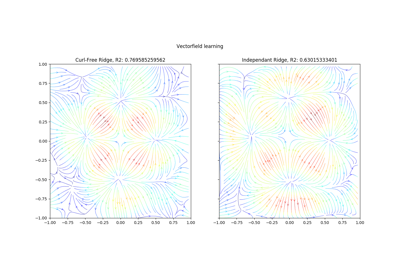 Vectorfield learning
Curl-Free Ridge, R2: 0.769585259562
Independant Ridge, R2: 0.63015333401
1.00
0.75
0.50
0.25
0.00
−0.25
−0.50
−0.75
−1.00
−1.00 −0.75 −0.50 −0.25 0.00 0.25 0.50 0.75 1.00
−1.00 −0.75 −0.50 −0.25 0.00 0.25 0.50 0.75 1.00